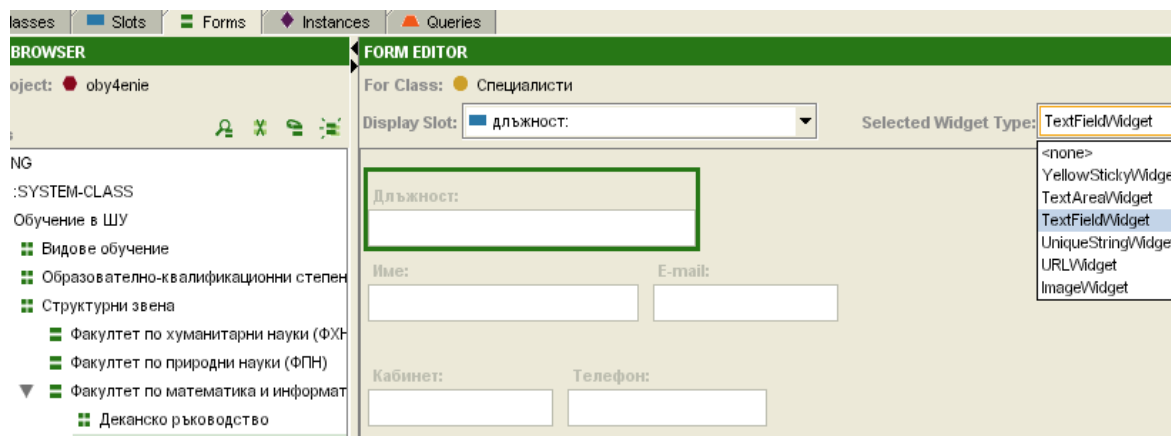 lasses Slots Forms Instances Queries
BROWSER
oject: oby4enie
NG
:SYSTEM-CLASS
Обучение в ШУ
Видове обучение
Образователно-квалификационни степен
Структурни звена
Факултет по хуманитарни науки (ФХН
Факултет по природни науки (ФПН)
Факултет по математика и информат
Деканско ръководство
FORM EDITOR
For Class: Специалисти
Display Slot: длъжност: Selected Widget Type: TextFieldWidget
<none>
YellowStickyWidge
TextAreaWidget
TextFieldWidget
UniqueStringWidge
URLWidget
ImageWidget
Длъжност:
Име: E-mail:
Кабинет: Телефон: